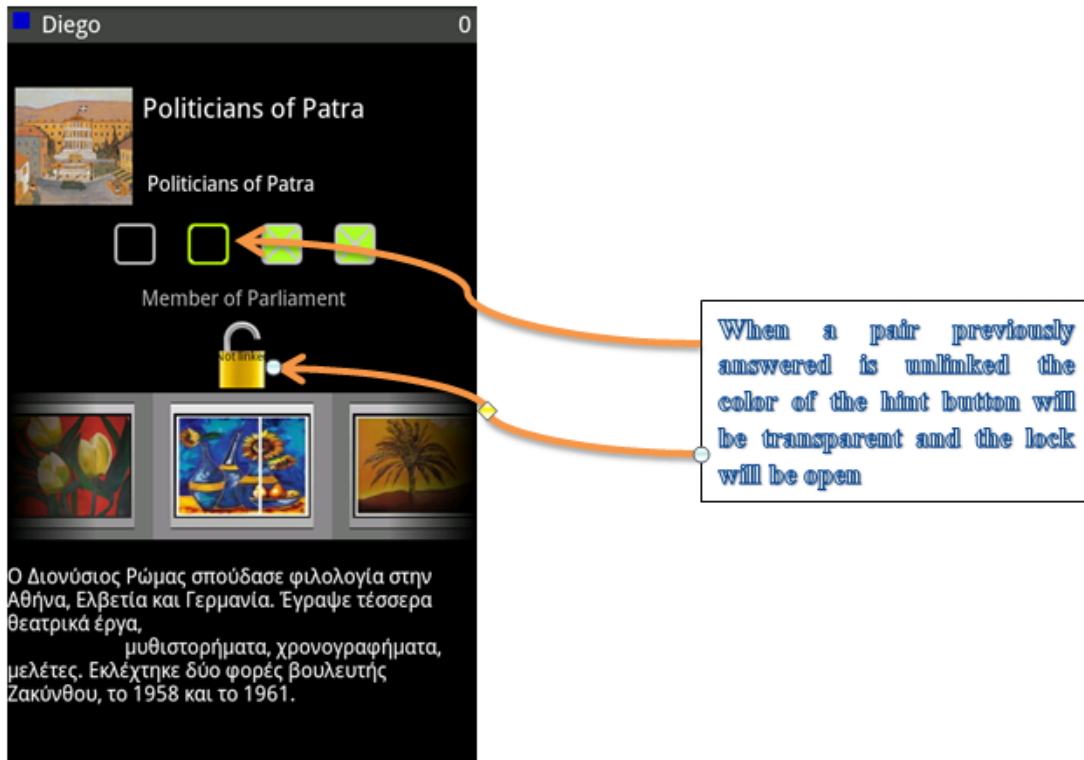 Diego 0
Politicians of Patra
Politicians of Patra
Member of Parliament
Not linked
Ο Διονύσιος Ρώμας σπούδασε φιλολογία στην
Αθήνα, Ελβετία και Γερμανία. Έγραψε τέσσερα
θεατρικά έργα,
μυθιστορήματα, χρονογραφήματα,
μελέτες. Εκλέχτηκε δύο φορές βουλευτής
Ζακύνθου, το 1958 και το 1961.
When a pair previously
answered is unlinked the
color of the hint button will
be transparent and the lock
will be open